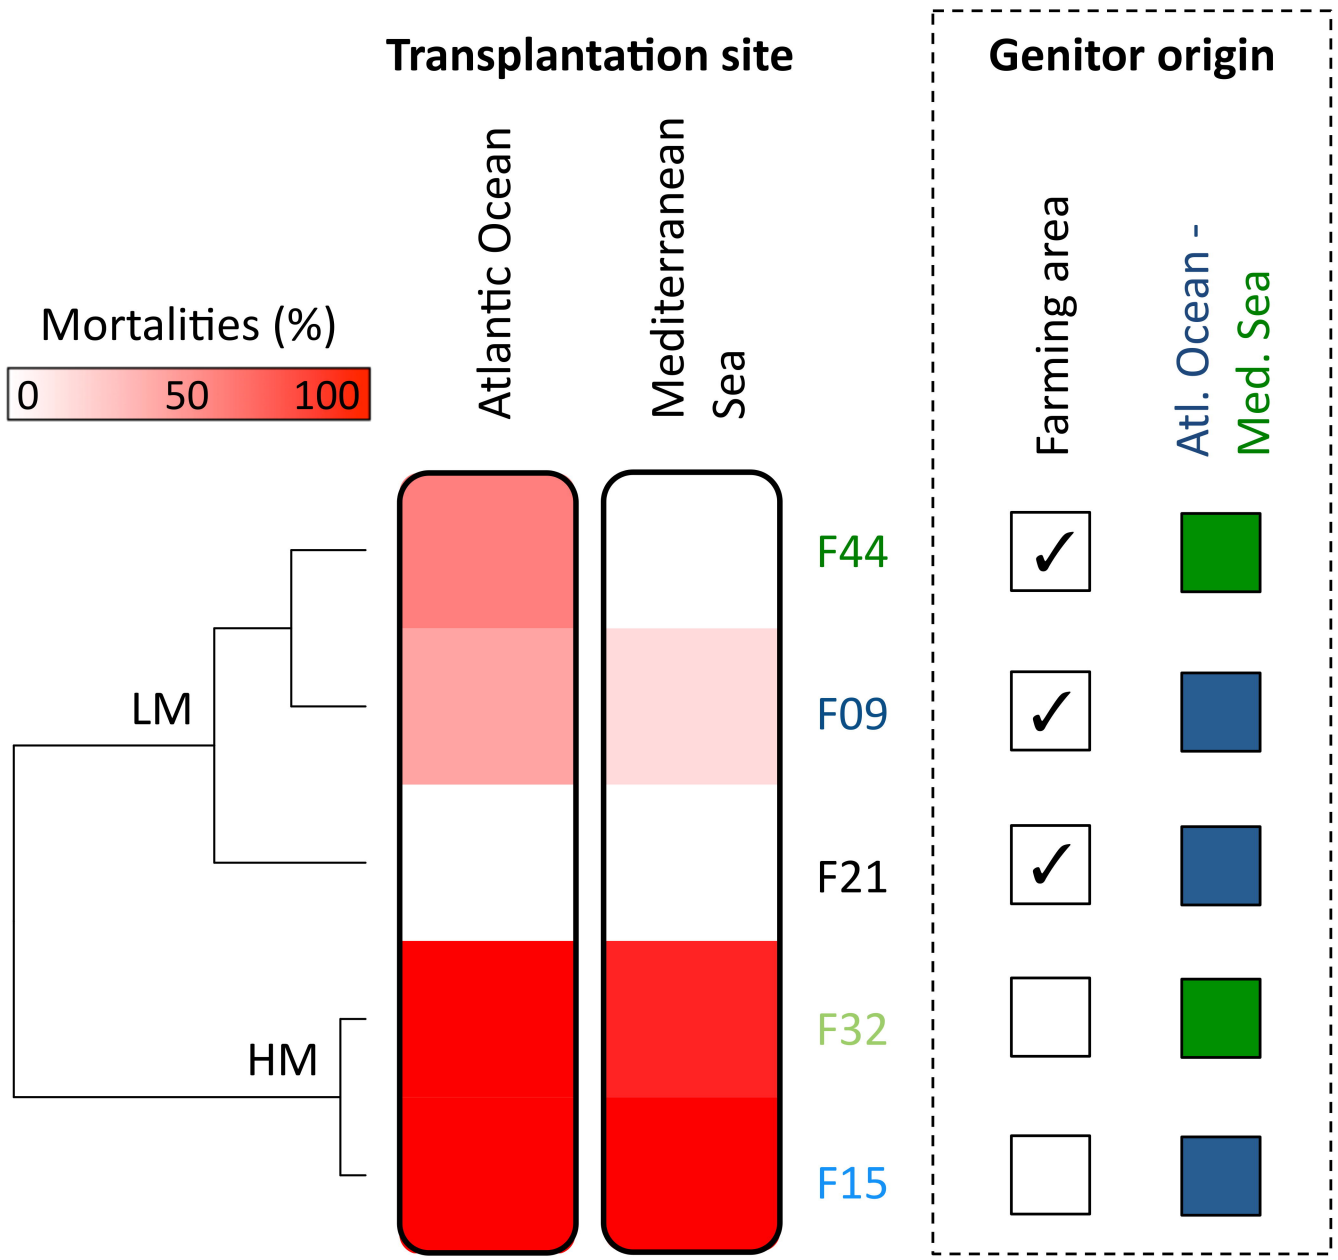 Transplantation site
Genitor origin
Atlantic Ocean
Mediterranean
Sea
Farming area
Atl. Ocean -
Med. Sea
Mortalities (%)
0 50 100
F44
✓
LM
F09
✓
F21
✓
HM
F32
F15